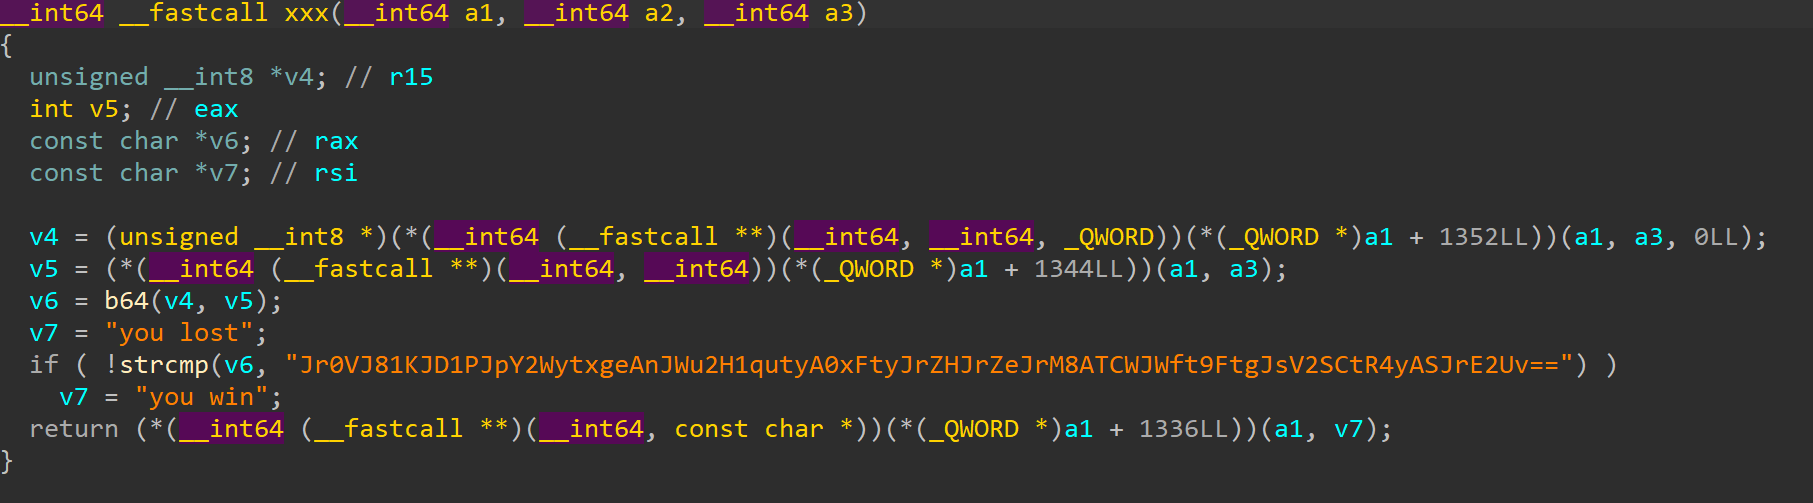 __int64 __fastcall xxx(__int64 a1, __int64 a2, __int64 a3)
{
  unsigned __int8 *v4; // r15
  int v5; // eax
  const char *v6; // rax
  const char *v7; // rsi

  v4 = (unsigned __int8 *)(*(__int64 (__fastcall **)(__int64, __int64, _QWORD))(*(_QWORD *)a1 + 1352LL))(a1, a3, 0LL);
  v5 = (*(__int64 (__fastcall **)(__int64, __int64))(*(_QWORD *)a1 + 1344LL))(a1, a3);
  v6 = b64(v4, v5);
  v7 = "you lost";
  if ( !strcmp(v6, "Jr0VJ81KJD1PJpY2WytxgeAnJWu2H1qutyA0xFtyJrZHJrZeJrM8ATCWJWft9FtgJsV2SCtR4yASJrE2Uv==") )
    v7 = "you win";
  return (*(__int64 (__fastcall **)(__int64, const char *))(*(_QWORD *)a1 + 1336LL))(a1, v7);
}